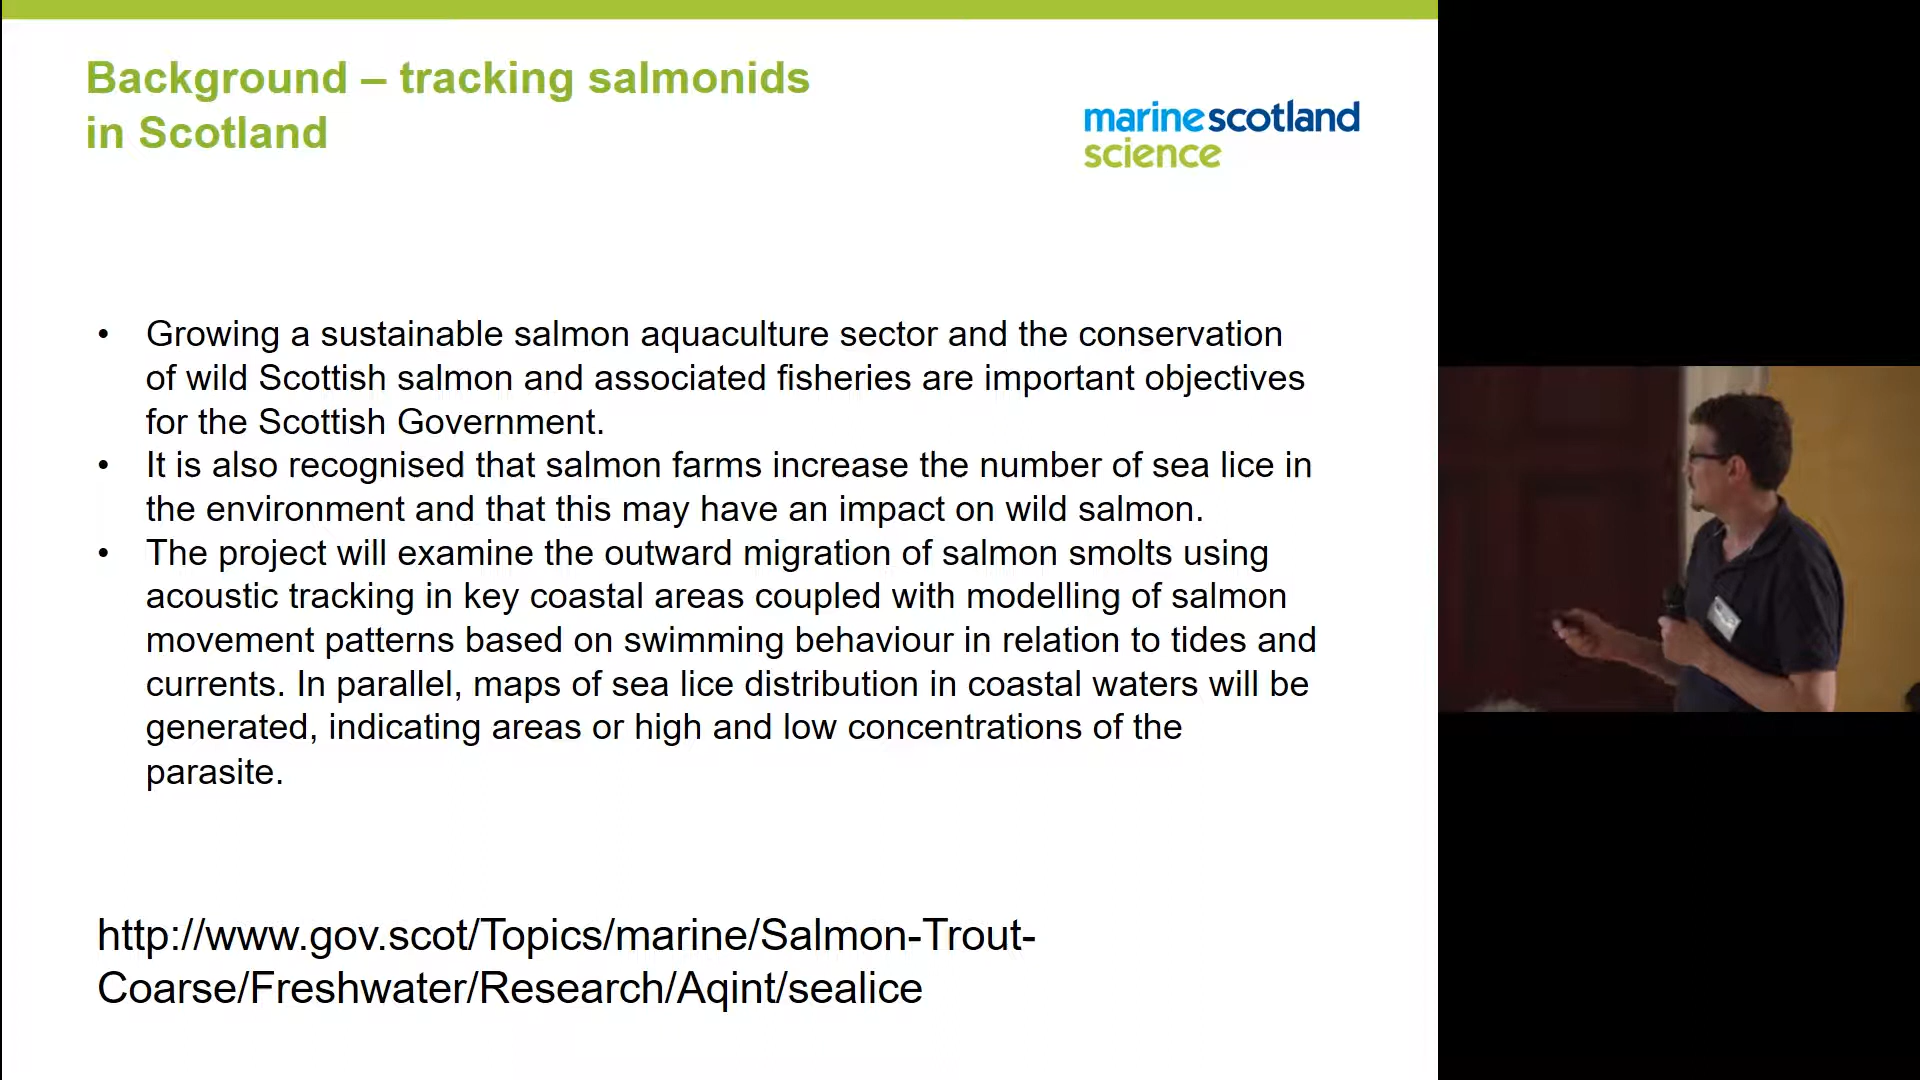 Background – tracking salmonids
in Scotland
marinescotland
science
• Growing a sustainable salmon aquaculture sector and the conservation
of wild Scottish salmon and associated fisheries are important objectives
for the Scottish Government.
• It is also recognised that salmon farms increase the number of sea lice in
the environment and that this may have an impact on wild salmon.
• The project will examine the outward migration of salmon smolts using
acoustic tracking in key coastal areas coupled with modelling of salmon
movement patterns based on swimming behaviour in relation to tides and
currents. In parallel, maps of sea lice distribution in coastal waters will be
generated, indicating areas or high and low concentrations of the
parasite.
http://www.gov.scot/Topics/marine/Salmon-Trout-
Coarse/Freshwater/Research/Aqint/sealice